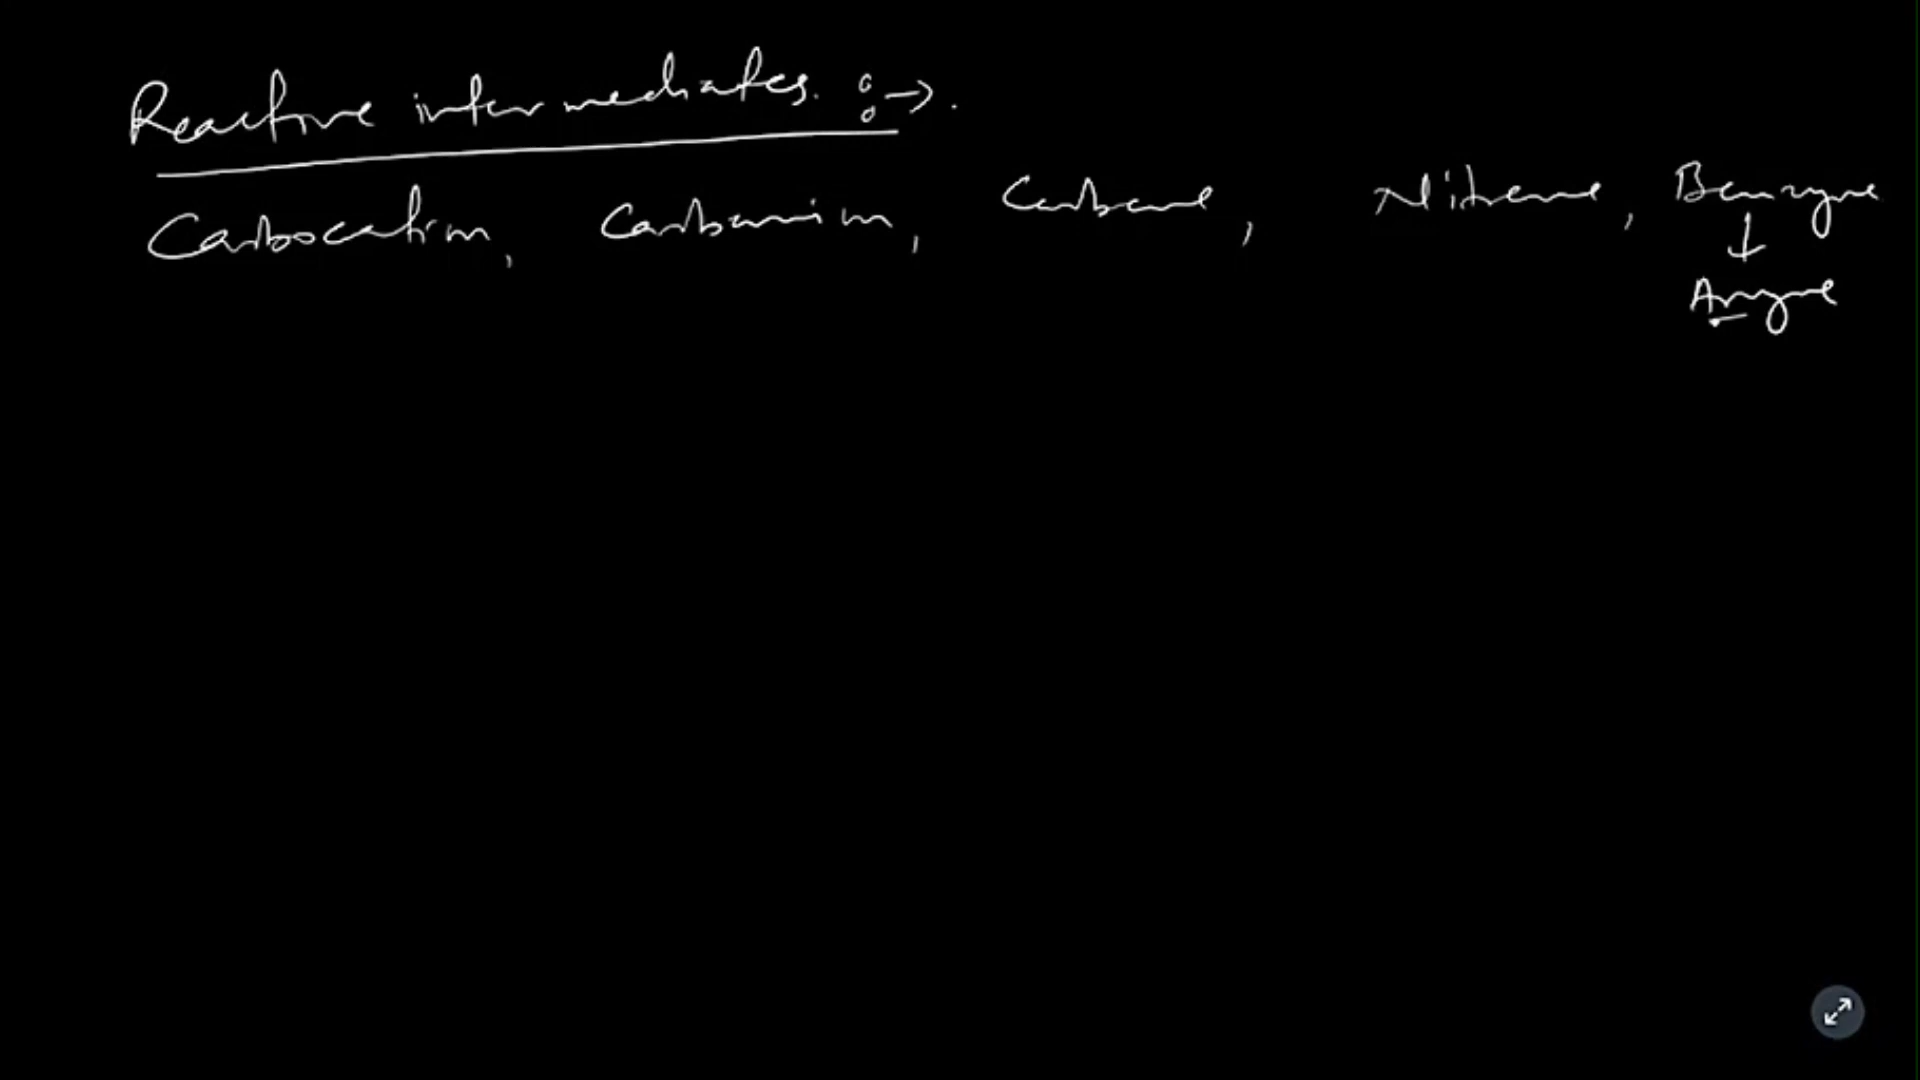 Reactive intermediates. :→.
Carbocation, Carbanion, Carbene, Nitrene, Benzyne
↓
Aryne